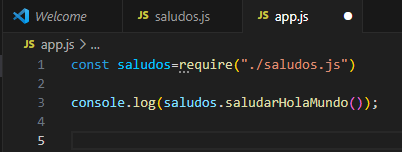 Welcome JS saludos.js JS app.js
JS app.js > ...
1 const saludos=require("./saludos.js")
2
3 console.log(saludos.saludarHolaMundo());
4
5